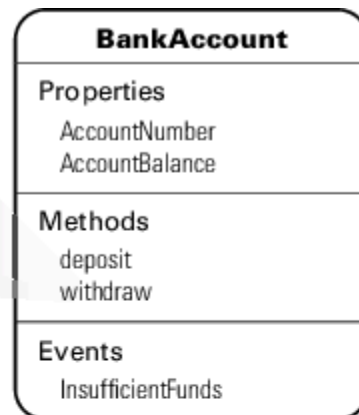 BankAccount
Properties
AccountNumber
AccountBalance
Methods
deposit
withdraw
Events
InsufficientFunds